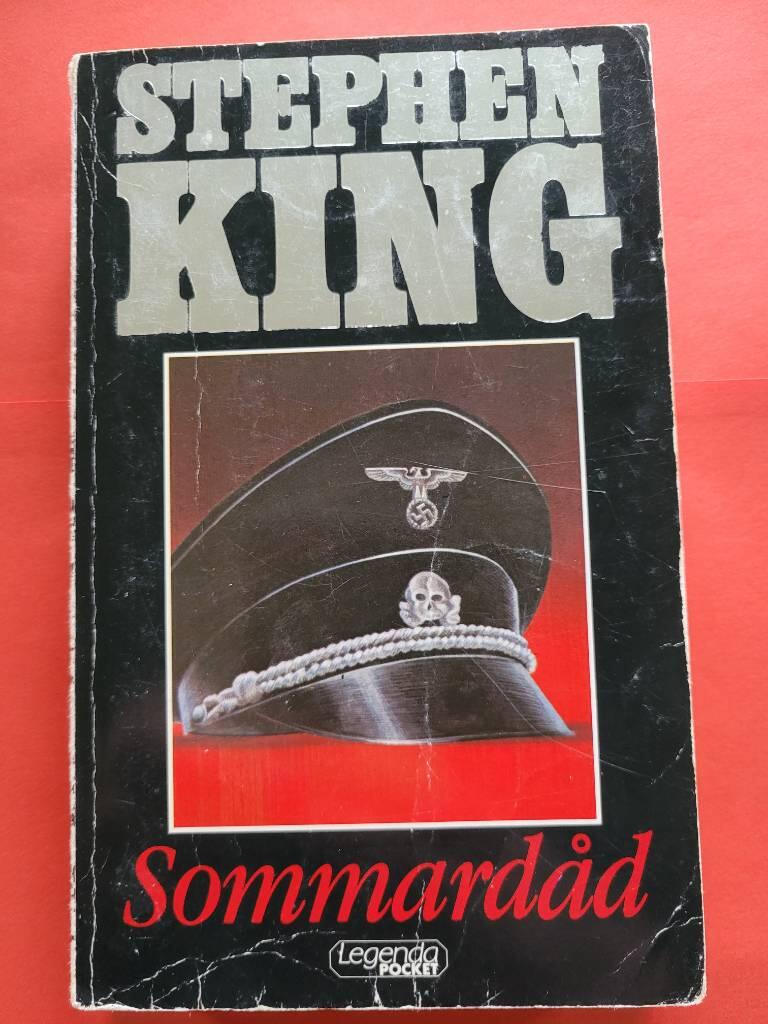 STEPHEN
KING
Sommardåd
Legenda
POCKET